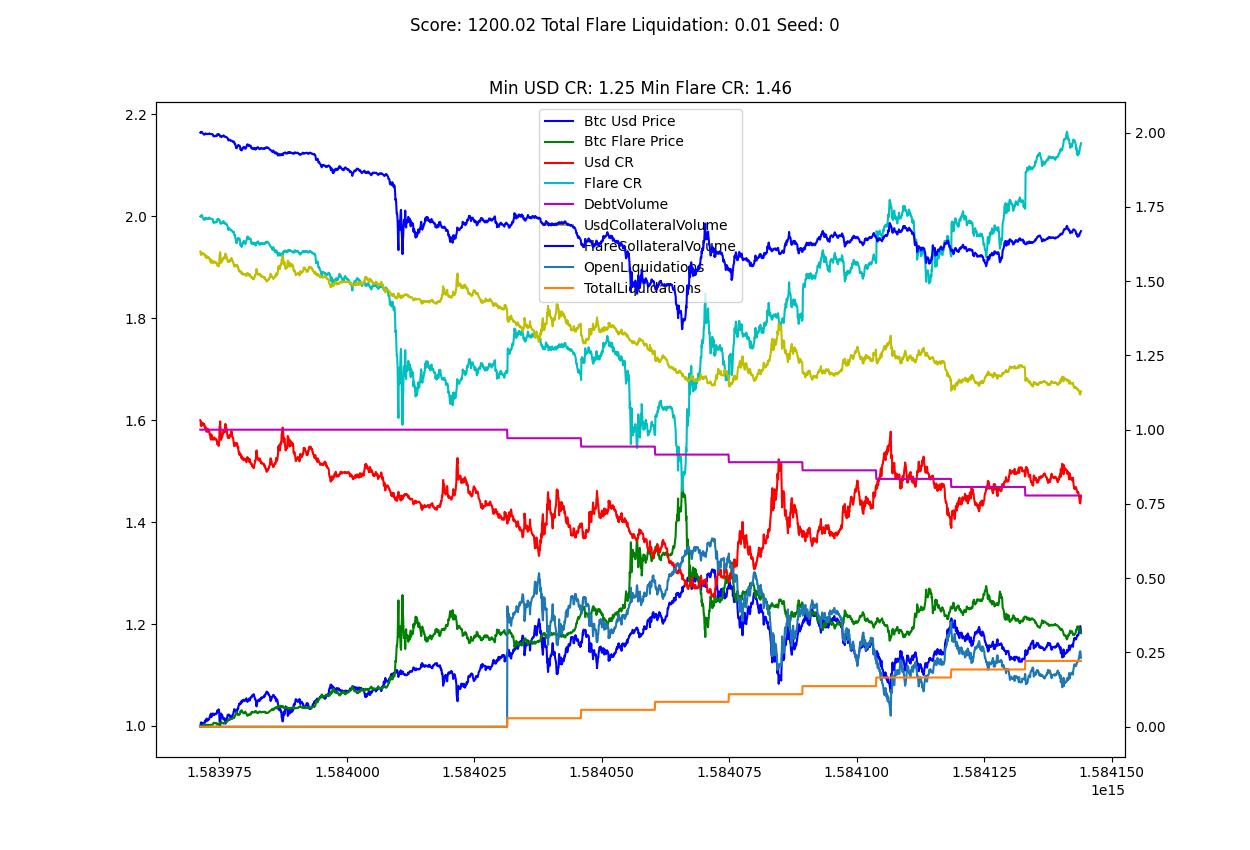 Score: 1200.02 Total Flare Liquidation: 0.01 Seed: 0
Min USD CR: 1.25 Min Flare CR: 1.46
2.2
2.0
1.8
1.6
1.4
1.2
1.0
Btc Usd Price
Btc Flare Price
Usd CR
Flare CR
DebtVolume
UsdCollateralVolume
FlareCollateralVolume
OpenLiquidations
TotalLiquidations
2.00
1.75
1.50
1.25
1.00
0.75
0.50
0.25
0.00
1.583975 1.584000 1.584025 1.584050 1.584075 1.584100 1.584125 1.584150
1e15